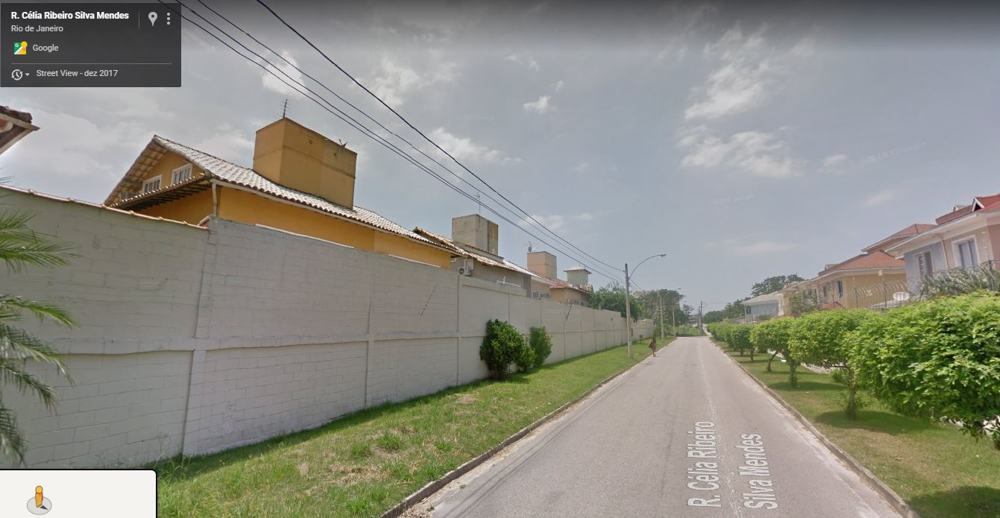 R. Célia Ribeiro Silva Mendes
Rio de Janeiro
Google
Street View - dez 2017
R. Célia Ribeiro
Silva Mendes